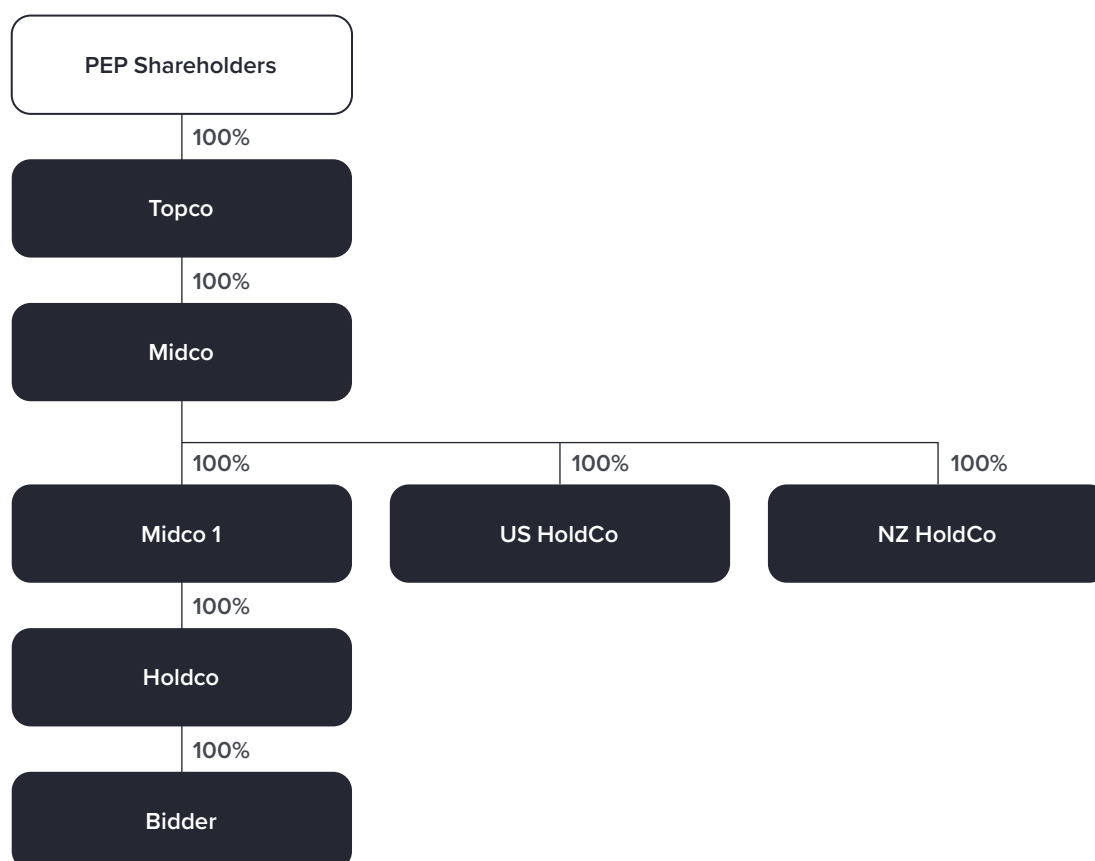 PEP Shareholders
100%
Topco
100%
Midco
100%
100%
100%
Midco 1
US HoldCo
NZ HoldCo
100%
Holdco
100%
Bidder